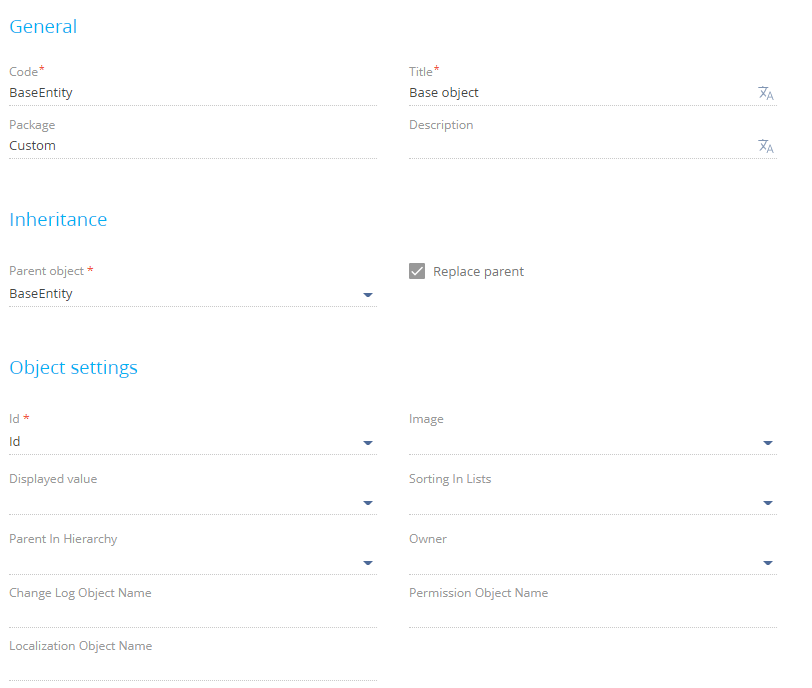 General
Code*
Title*
BaseEntity
Base object
Package
Description
Custom
Inheritance
Parent object *
Replace parent
BaseEntity
Object settings
Id *
Image
Id
Displayed value
Sorting In Lists
Parent In Hierarchy
Owner
Change Log Object Name
Permission Object Name
Localization Object Name